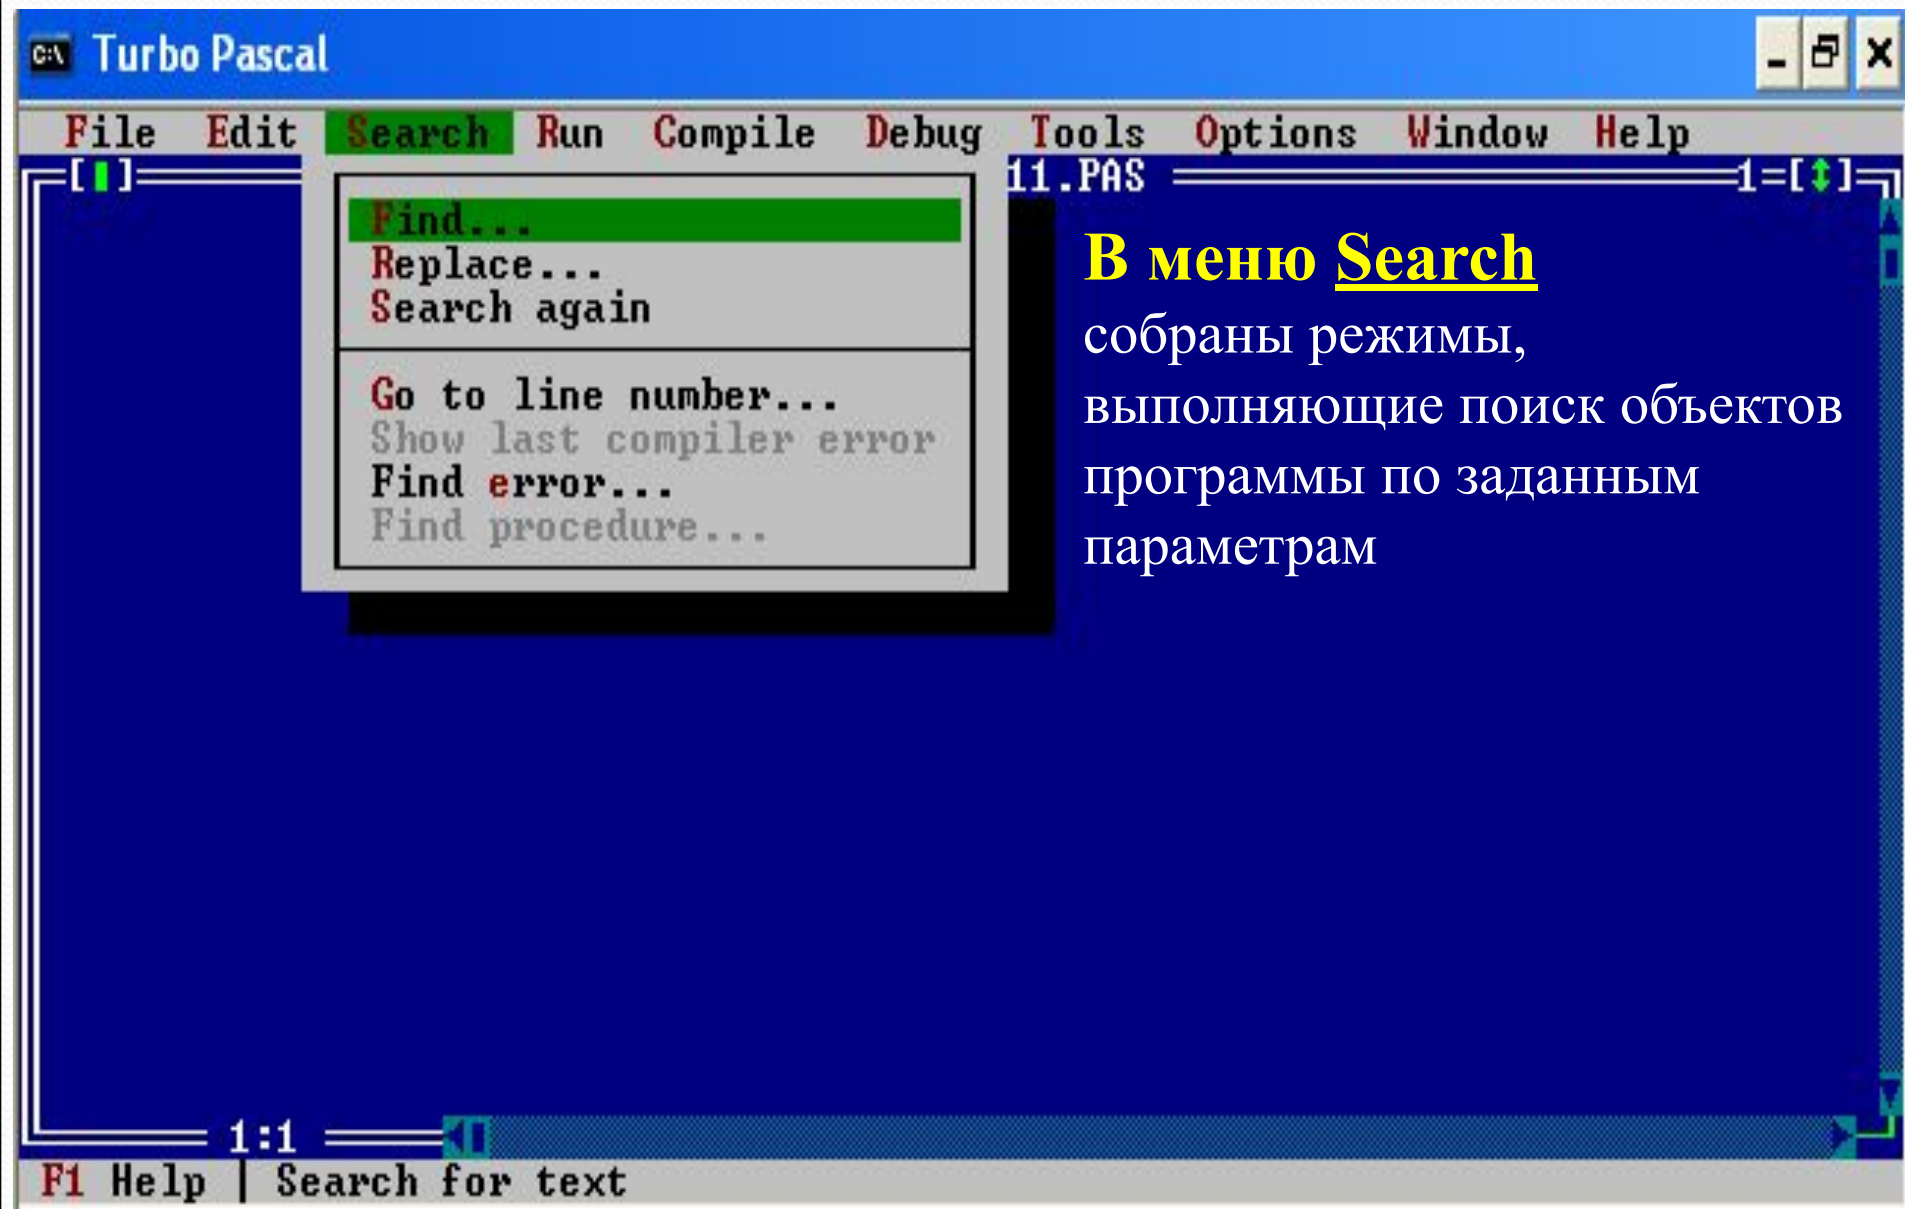 Turbo Pascal
File Edit Search Run Compile Debug Tools Options Window Help
11.PAS 1=[↕]
Find...
Replace...
Search again
Go to line number...
Show last compiler error
Find error...
Find procedure...
В меню Search
собраны режимы,
выполняющие поиск объектов
программы по заданным
параметрам
1:1
F1 Help | Search for text